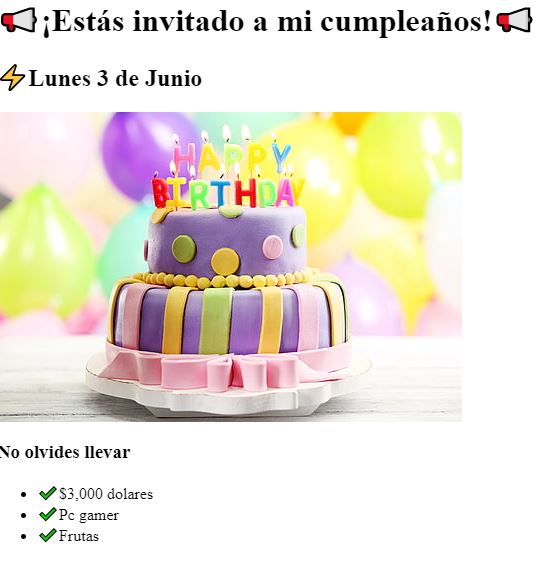 📢¡Estás invitado a mi cumpleaños!📢
⚡Lunes 3 de Junio
HAPPY
BIRTHDAY
No olvides llevar
✔$3,000 dolares
✔Pc gamer
✔Frutas